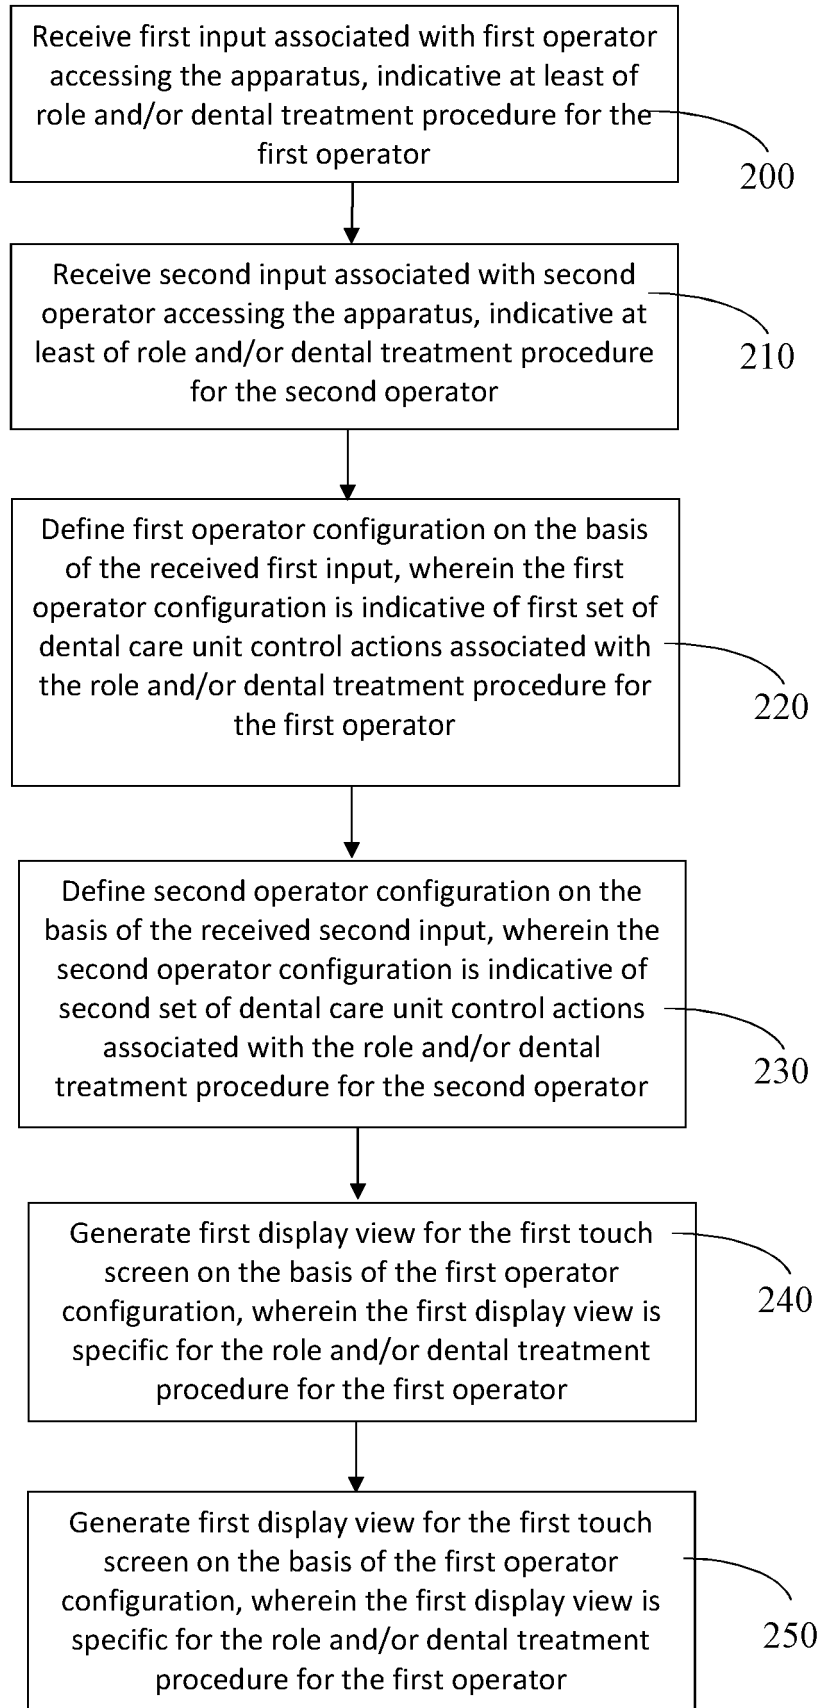 Receive first input associated with first operator
accessing the apparatus, indicative at least of
role and/or dental treatment procedure for the
first operator
200
Receive second input associated with second
operator accessing the apparatus, indicative at
least of role and/or dental treatment procedure
for the second operator
210
Define first operator configuration on the basis
of the received first input, wherein the first
operator configuration is indicative of first set of
dental care unit control actions associated with
the role and/or dental treatment procedure for
the first operator
220
Define second operator configuration on the
basis of the received second input, wherein the
second operator configuration is indicative of
second set of dental care unit control actions
associated with the role and/or dental
treatment procedure for the second operator
230
Generate first display view for the first touch
screen on the basis of the first operator
configuration, wherein the first display view is
specific for the role and/or dental treatment
procedure for the first operator
240
Generate first display view for the first touch
screen on the basis of the first operator
configuration, wherein the first display view is
specific for the role and/or dental treatment
procedure for the first operator
250